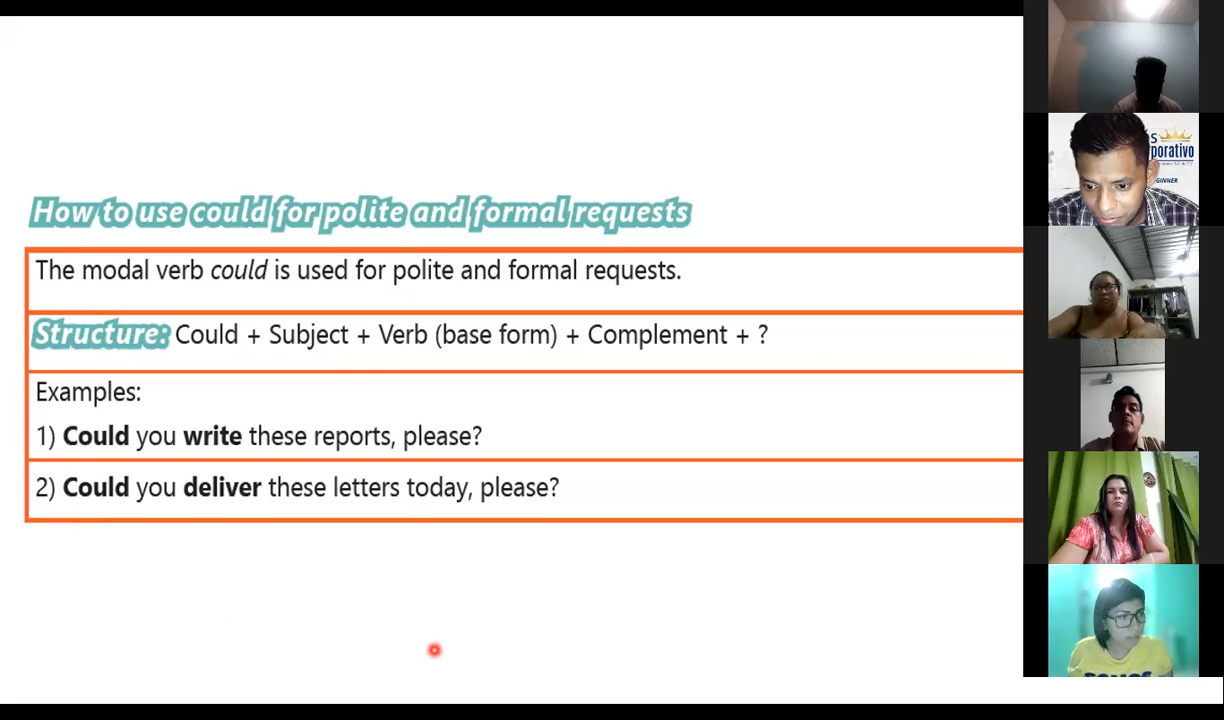 How to use could for polite and formal requests
The modal verb could is used for polite and formal requests.
Structure: Could + Subject + Verb (base form) + Complement + ?
Examples:
1) Could you write these reports, please?
2) Could you deliver these letters today, please?
S
porativo
GINNER